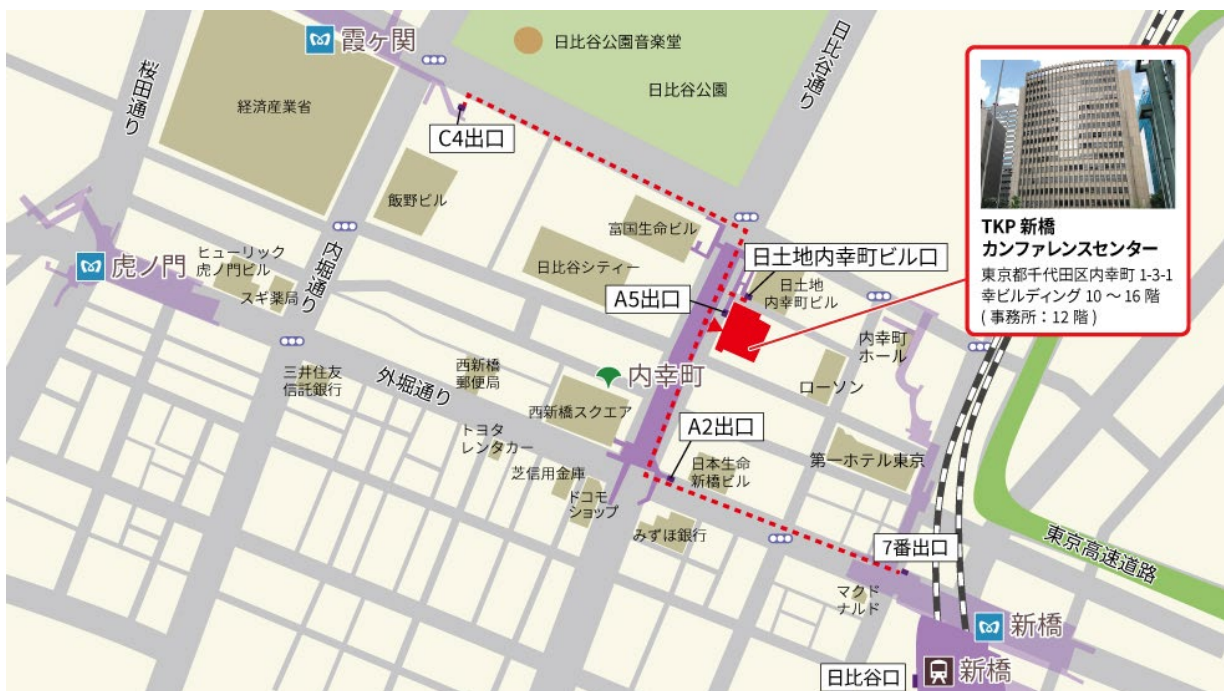 霞ヶ関
日比谷公園音楽堂
日比谷公園
日比谷通り
桜田通り
経済産業省
C4出口
飯野ビル
富国生命ビル
内堀通り
虎ノ門
ヒューリック
虎ノ門ビル
スギ薬局
日比谷シティー
日土地内幸町ビル口
A5出口
日土地
内幸町ビル
TKP 新橋
カンファレンスセンター
東京都千代田区内幸町 1-3-1
幸ビルディング 10 ～ 16 階
( 事務所：12 階 )
内幸町
ホール
三井住友
信託銀行
外堀通り
西新橋
郵便局
内幸町
ローソン
西新橋スクエア
トヨタ
レンタカー
A2出口
日本生命
新橋ビル
第一ホテル東京
芝信用金庫
ドコモ
ショップ
みずほ銀行
7番出口
東京高速道路
マクド
ナルド
新橋
新橋
日比谷口